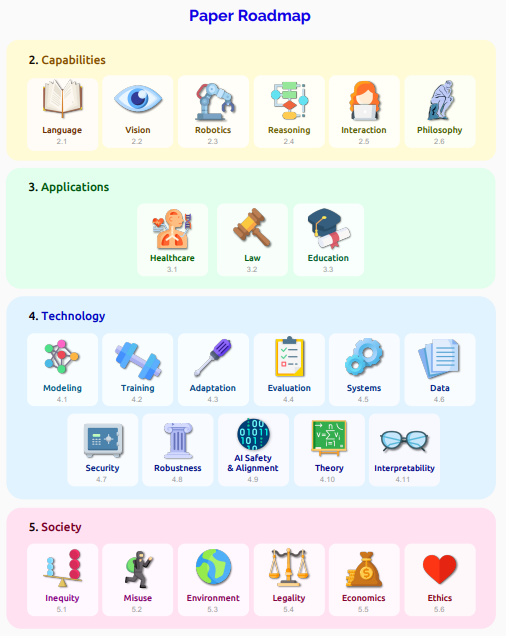 Paper Roadmap
2. Capabilities
Language
2.1
Vision
2.2
Robotics
2.3
Reasoning
2.4
Interaction
2.5
Philosophy
2.6
3. Applications
Healthcare
3.1
Law
3.2
Education
3.3
4. Technology
Modeling
4.1
Training
4.2
Adaptation
4.3
Evaluation
4.4
Systems
4.5
Data
4.6
Security
4.7
Robustness
4.8
AI Safety
& Alignment
4.9
Theory
4.10
Interpretability
4.11
5. Society
Inequity
5.1
Misuse
5.2
Environment
5.3
Legality
5.4
Economics
5.5
Ethics
5.6